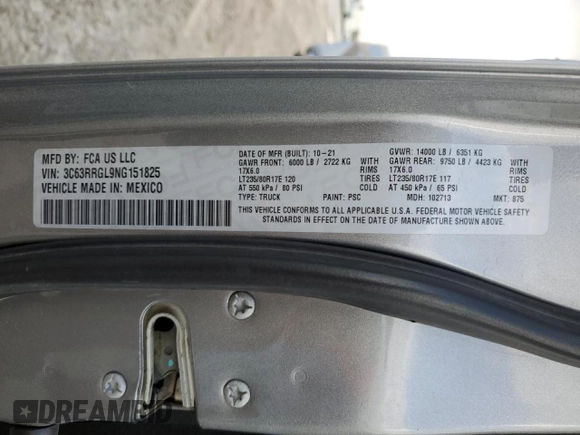 MFD BY: FCA US LLC
VIN: 3C63RRGL9NG151825
VEHICLE MADE IN: MEXICO
DATE OF MFR (BUILT): 10-21
GAWR FRONT: 6000 LB / 2722 KG
17X6.0
WITH
RIMS
LT235/80R17E 120
TIRES
AT 550 kPa / 80 PSI
COLD
TYPE: TRUCK
PAINT: PSC
GVWR: 14000 LB / 6351 KG
GAWR REAR: 9750 LB / 4423 KG
17X6.0
WITH
RIMS
LT235/80R17E 117
TIRES
AT 450 kPa / 65 PSI
COLD
MDH: 102713
MKT: 875
THIS VEHICLE CONFORMS TO ALL APPLICABLE U.S.A. FEDERAL MOTOR VEHICLE SAFETY
STANDARDS IN EFFECT ON THE DATE OF MANUFACTURE SHOWN ABOVE.
DREAMBID